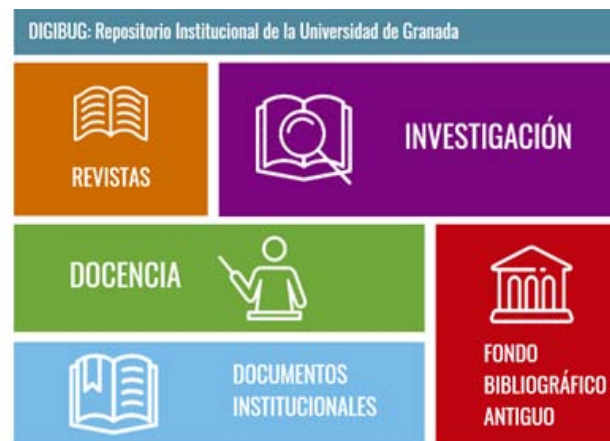 DIGIBUG: Repositorio Institucional de la Universidad de Granada
REVISTAS
INVESTIGACIÓN
DOCENCIA
DOCUMENTOS
INSTITUCIONALES
FONDO
BIBLIOGRÁFICO
ANTIGUO